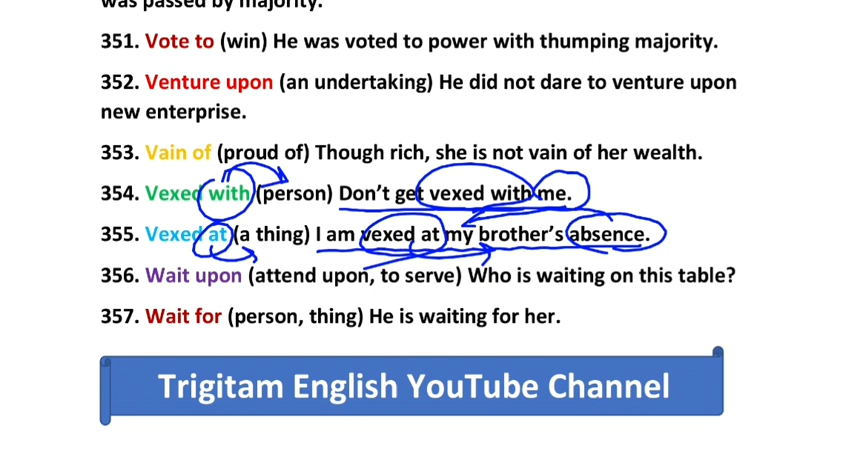 was passed by majority.
351. Vote to (win) He was voted to power with thumping majority.
352. Venture upon (an undertaking) He did not dare to venture upon
new enterprise.
353. Vain of (proud of) Though rich, she is not vain of her wealth.
354. Vexed with (person) Don't get vexed with me.
355. Vexed at (a thing) I am vexed at my brother's absence.
356. Wait upon (attend upon, to serve) Who is waiting on this table?
357. Wait for (person, thing) He is waiting for her.
Trigitam English YouTube Channel